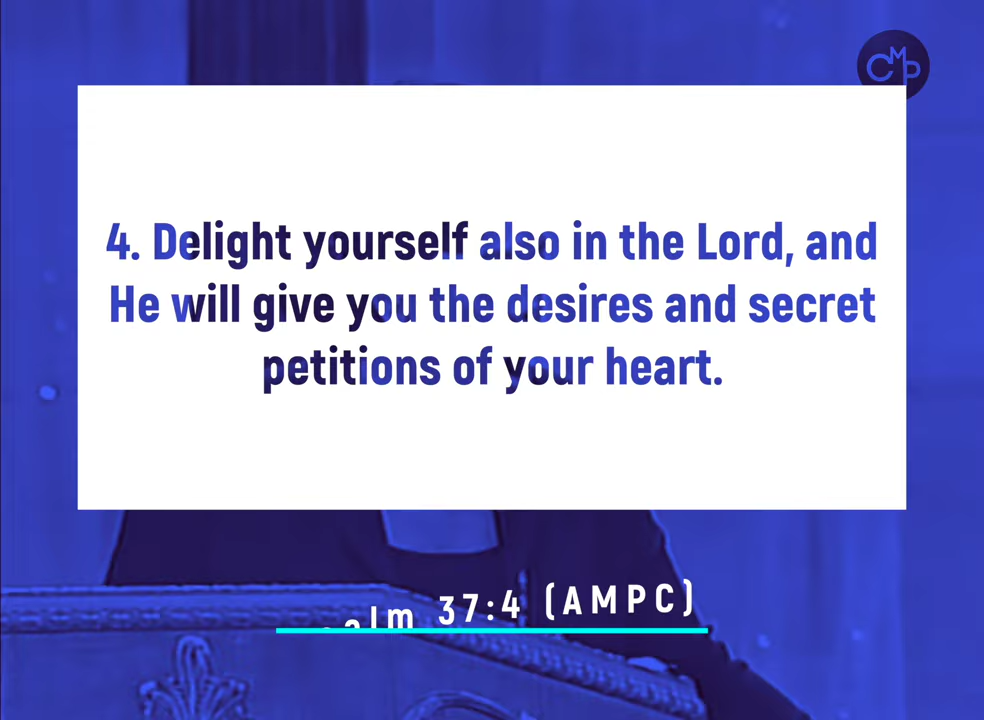 CMP
4. Delight yourself also in the Lord, and
He will give you the desires and secret
petitions of your heart.
37:4 (AMPC)